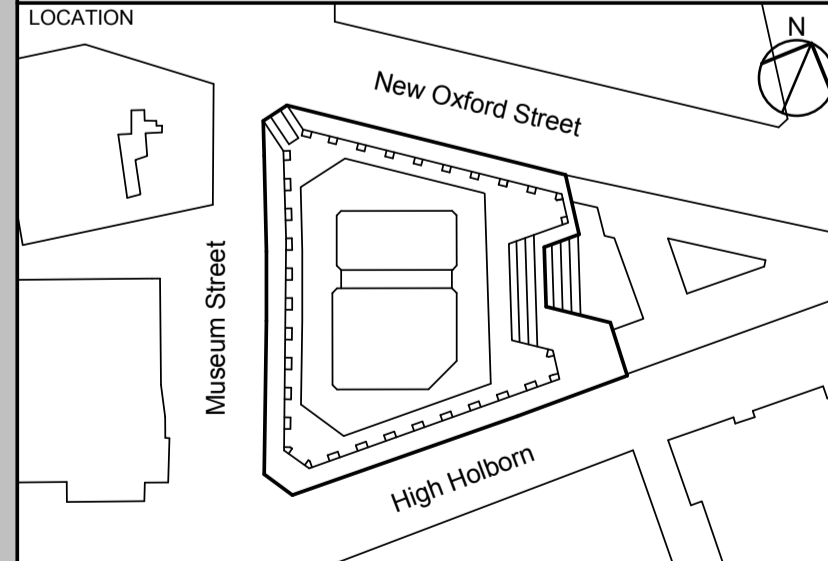 LOCATION
N
New Oxford Street
Museum Street
High Holborn